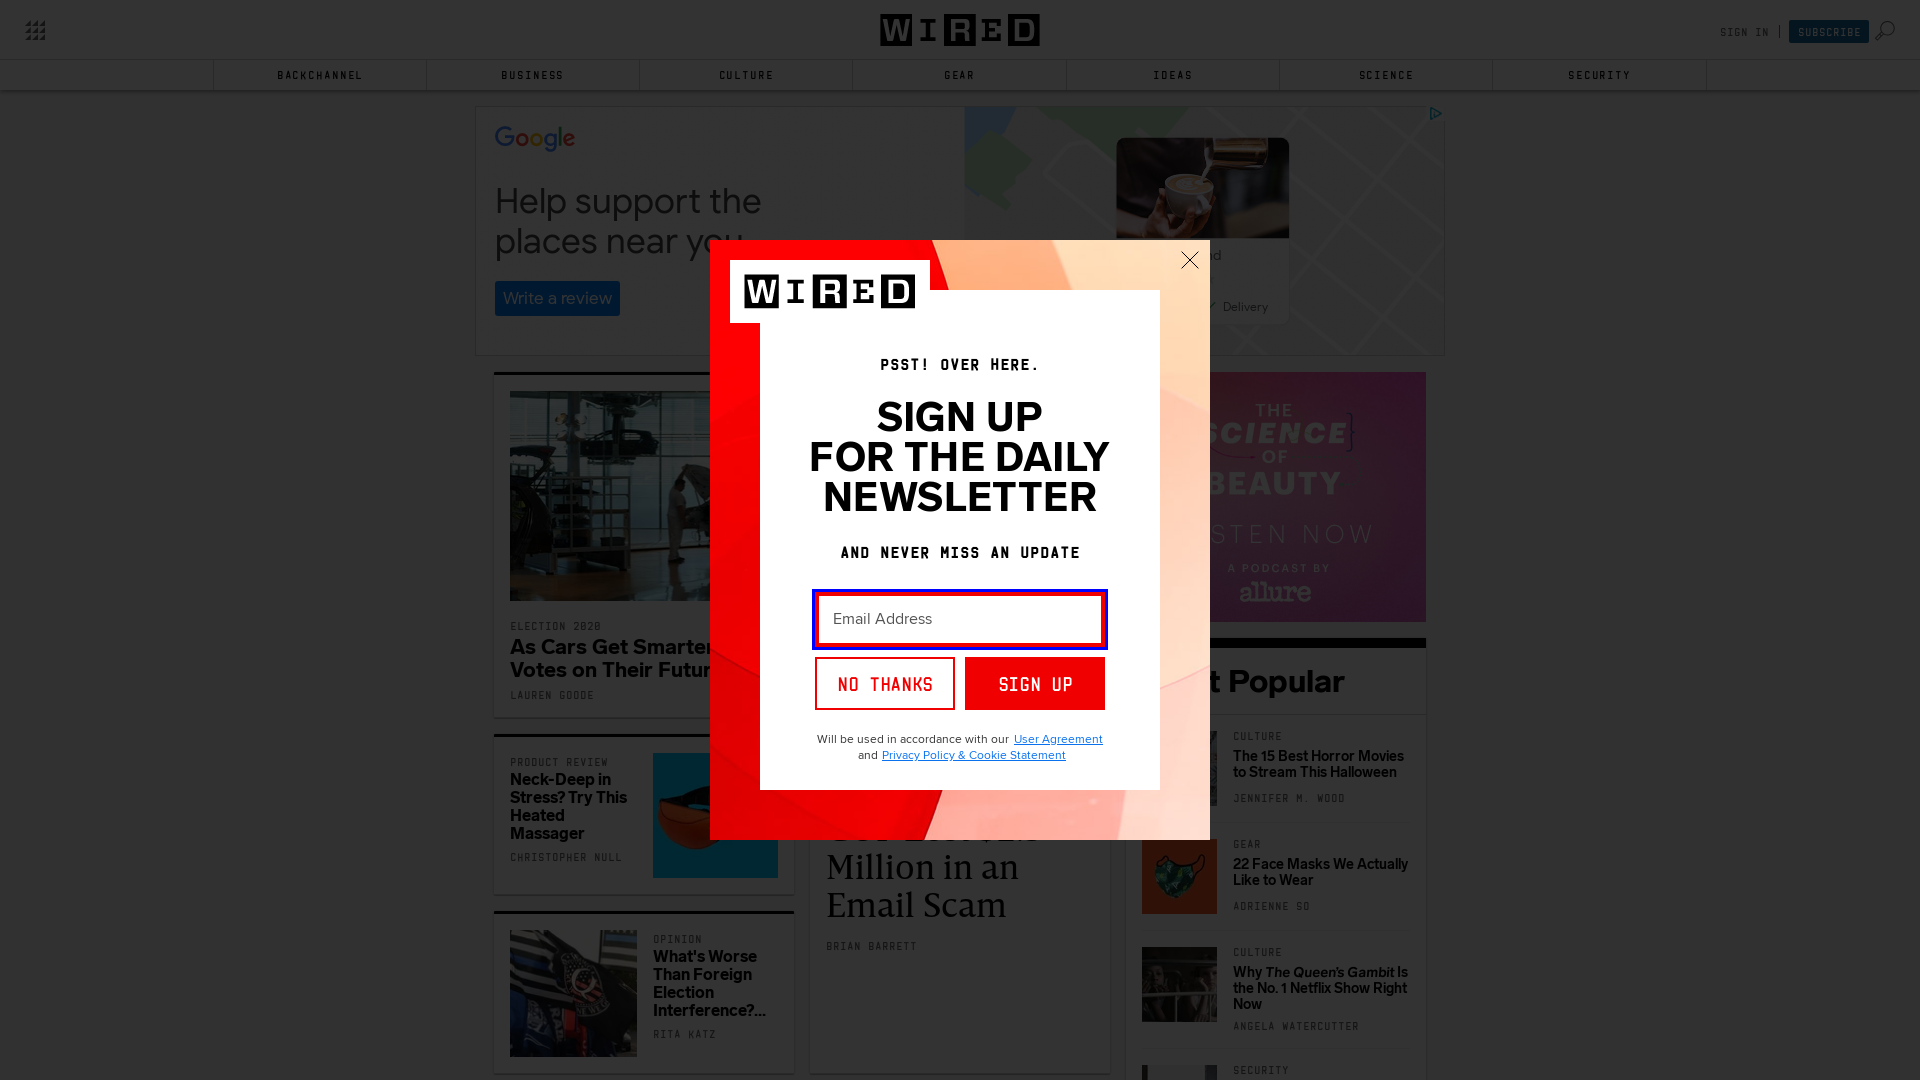 WIRED
SIGN IN
SUBSCRIBE
BACKCHANNEL
BUSINESS
CULTURE
GEAR
IDEAS
SCIENCE
SECURITY
Google
Help support the
places near you
Write a review
Delivery
WIRED
PSST! OVER HERE.
SIGN UP
FOR THE DAILY
NEWSLETTER
AND NEVER MISS AN UPDATE
Email Address
NO THANKS
SIGN UP
Will be used in accordance with our User Agreement
and Privacy Policy & Cookie Statement
ELECTION 2020
As Cars Get Smarter
Votes on Their Futur
LAUREN GOODE
PRODUCT REVIEW
Neck-Deep in
Stress? Try This
Heated
Massager
CHRISTOPHER NULL
OPINION
What's Worse
Than Foreign
Election
Interference?...
RITA KATZ
Million in an
Email Scam
BRIAN BARRETT
THE
SCIENCE
OF
BEAUTY
STEN NOW
A PODCAST BY
allure
t Popular
CULTURE
The 15 Best Horror Movies
to Stream This Halloween
JENNIFER M. WOOD
GEAR
22 Face Masks We Actually
Like to Wear
ADRIENNE SO
CULTURE
Why The Queen's Gambit Is
the No. 1 Netflix Show Right
Now
ANGELA WATERCUTTER
SECURITY